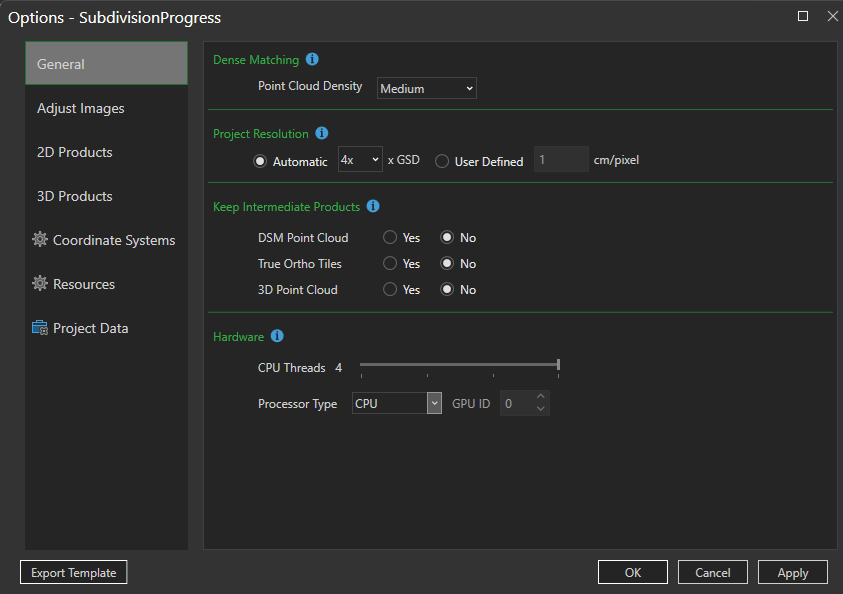 Options - SubdivisionProgress
General
Adjust Images
2D Products
3D Products
Coordinate Systems
Resources
Project Data
Dense Matching
Point Cloud Density Medium
Project Resolution
Automatic 4x x GSD User Defined 1 cm/pixel
Keep Intermediate Products
DSM Point Cloud Yes No
True Ortho Tiles Yes No
3D Point Cloud Yes No
Hardware
CPU Threads 4
Processor Type CPU GPU ID 0
Export Template OK Cancel Apply